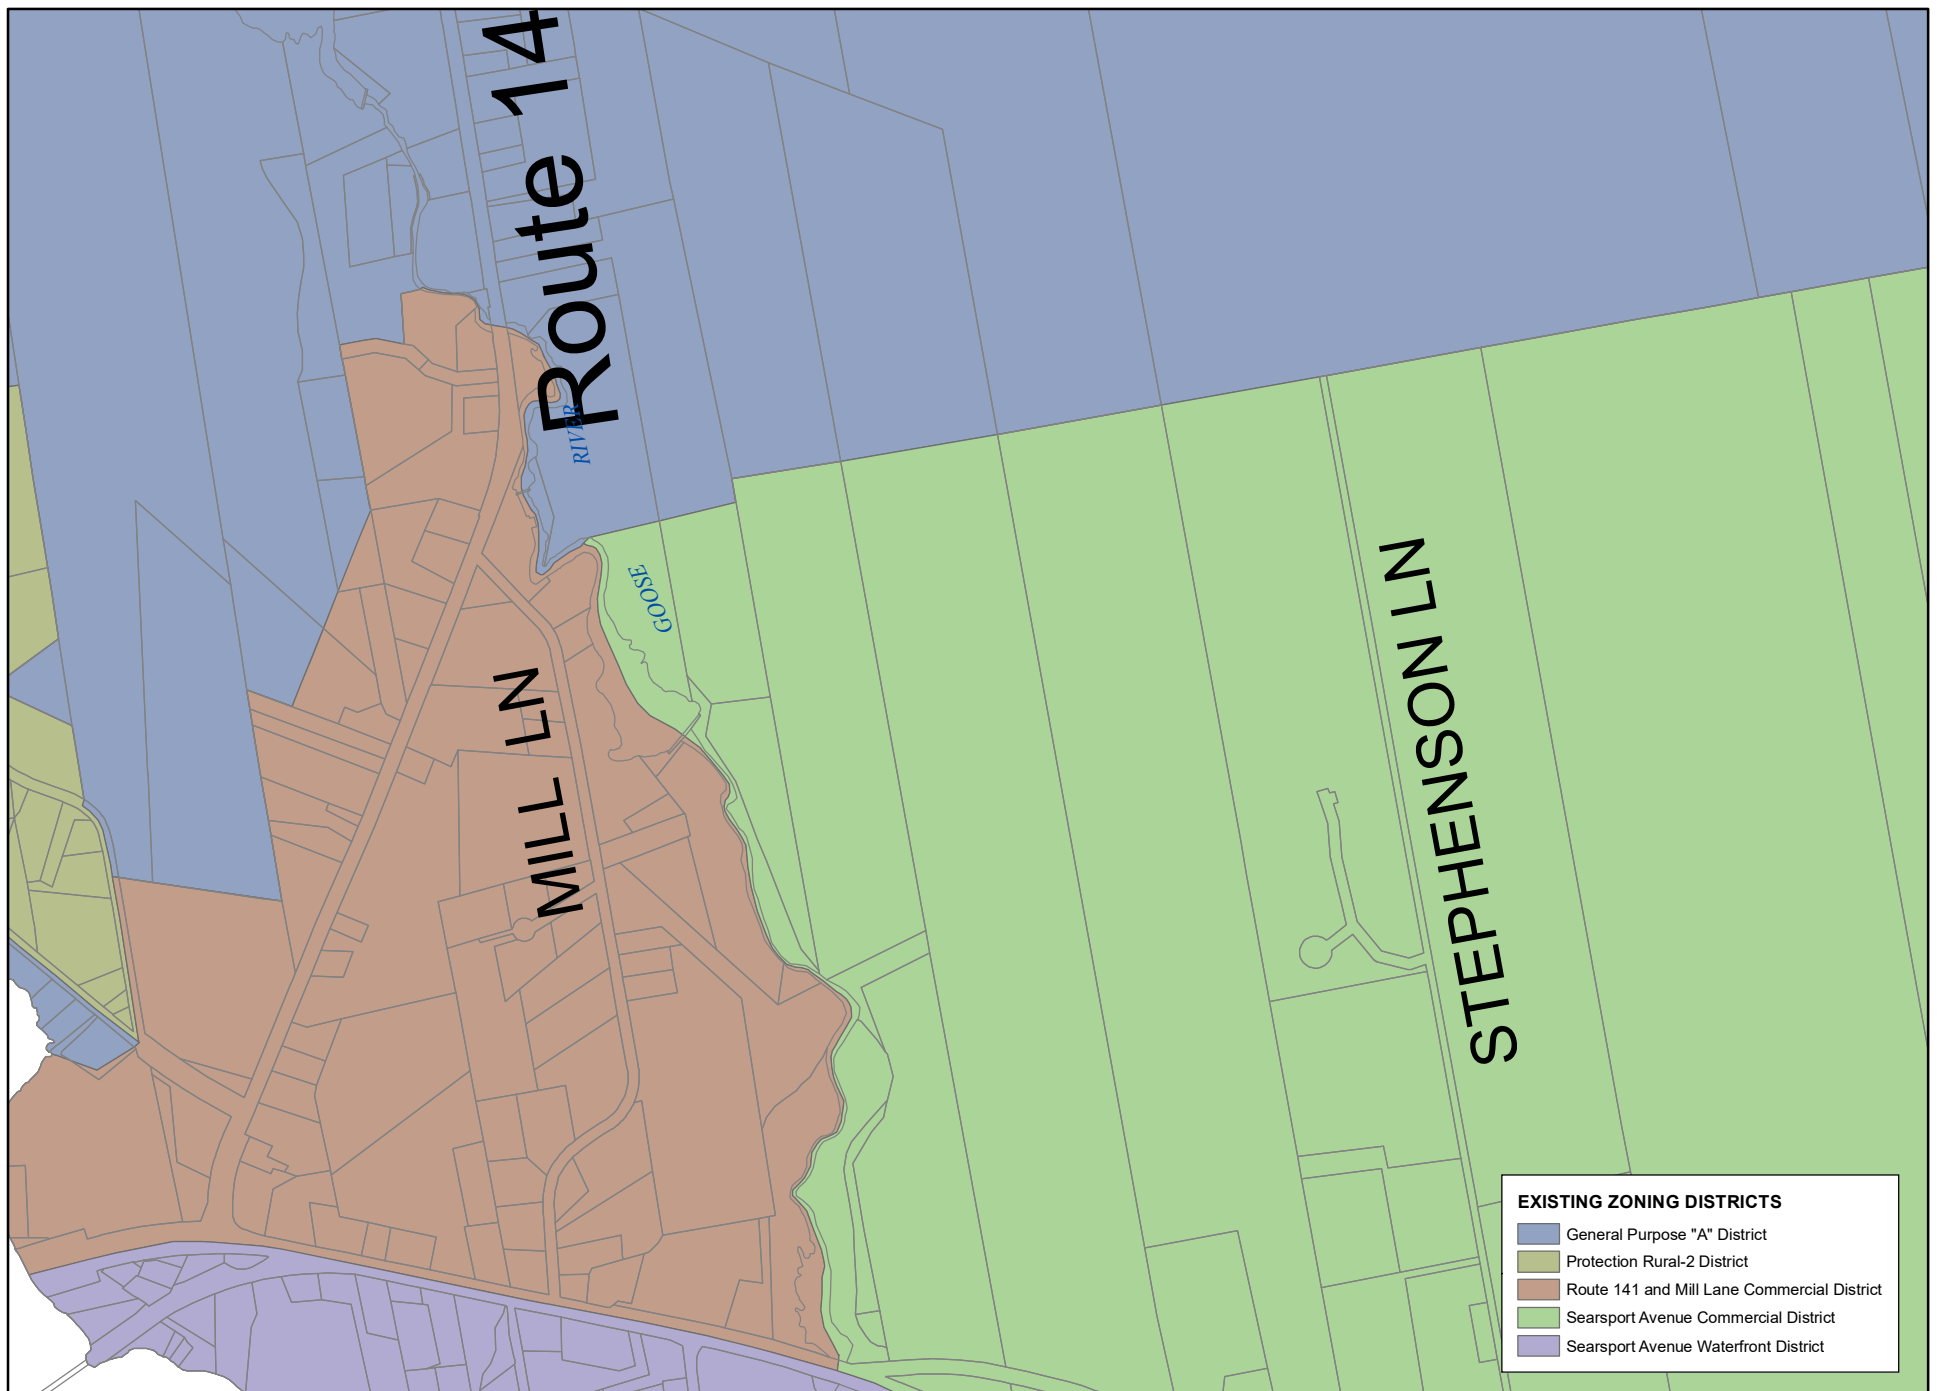 Route 14
RIVER
GOOSE
MILL LN
STEPHENSON LN
EXISTING ZONING DISTRICTS
General Purpose "A" District
Protection Rural-2 District
Route 141 and Mill Lane Commercial District
Searsport Avenue Commercial District
Searsport Avenue Waterfront District